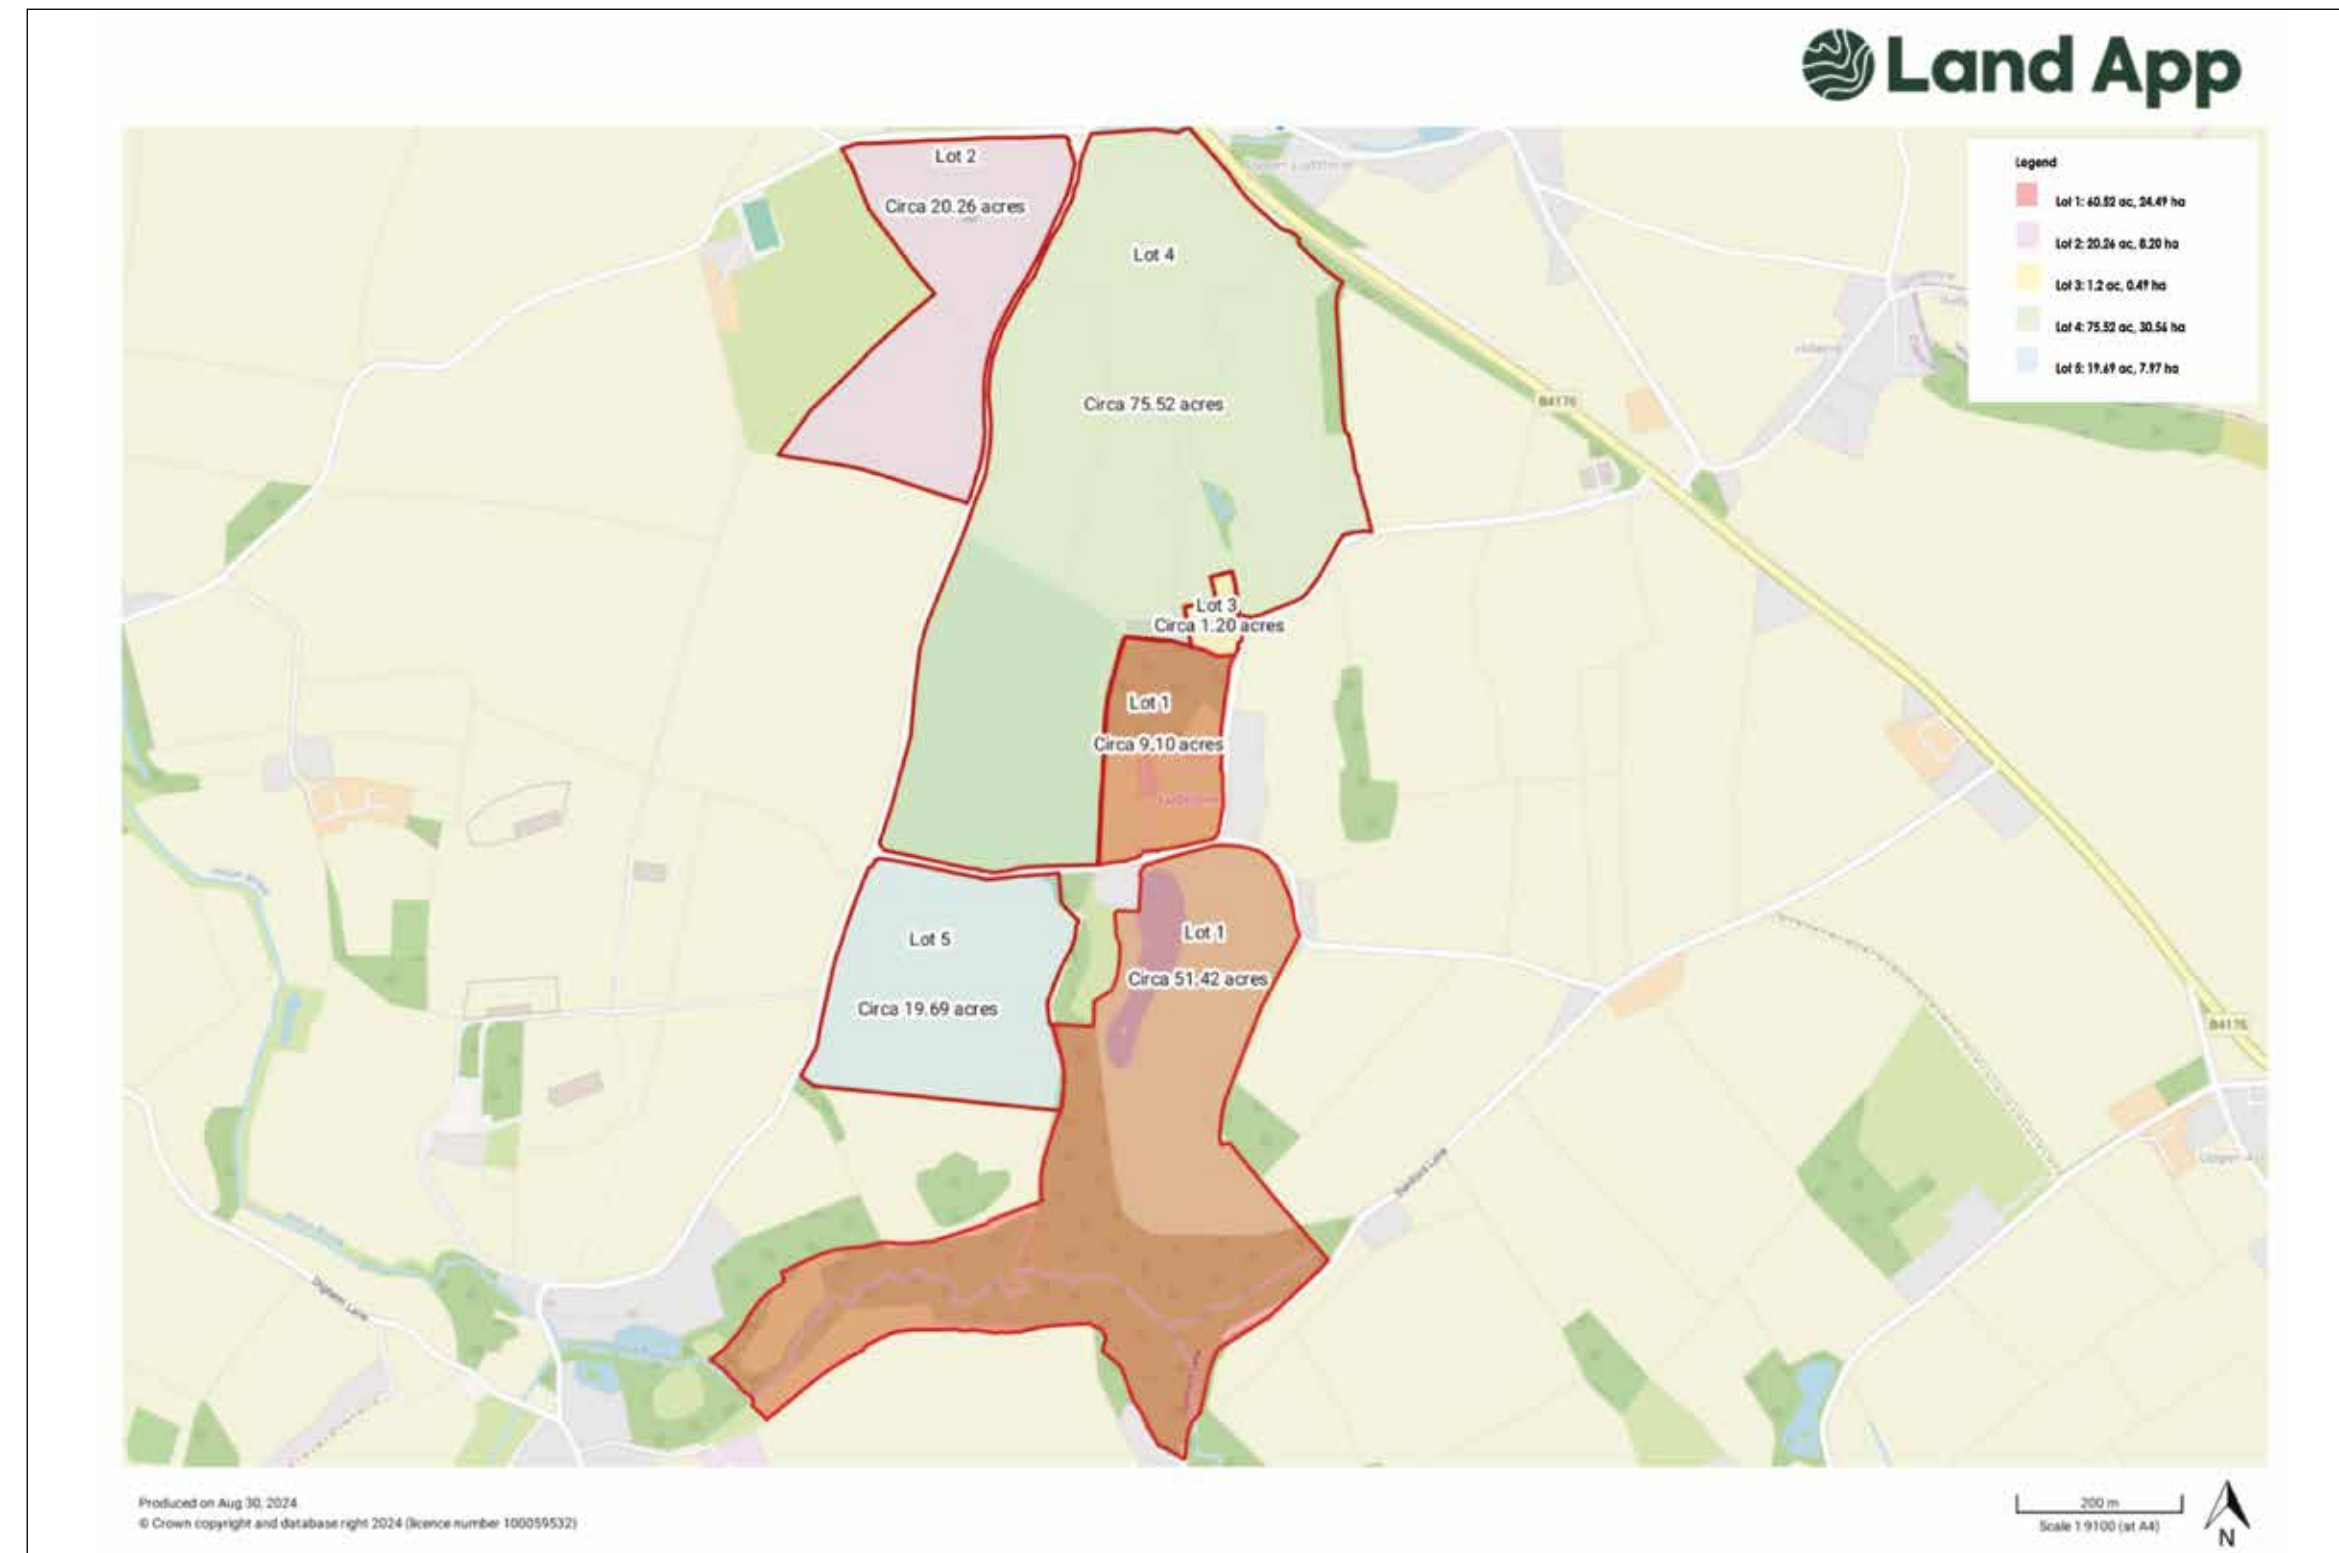 Land App
Legend
Lot 1: 60.52 ac, 24.49 ha
Lot 2: 20.26 ac, 8.20 ha
Lot 3: 1.2 ac, 0.49 ha
Lot 4: 75.52 ac, 30.56 ha
Lot 5: 19.69 ac, 7.97 ha
Lot 2
Circa 20.26 acres
Lot 4
Circa 75.52 acres
B4176
Lot 3
Circa 1.20 acres
Lot 1
Circa 9.10 acres
Lot 1
Circa 51.42 acres
Lot 5
Circa 19.69 acres
B4176
Lane
Lane
Produced on Aug 30, 2024
© Crown copyright and database right 2024 (licence number 100059532)
200 m
Scale 1:9100 (at A4)
N